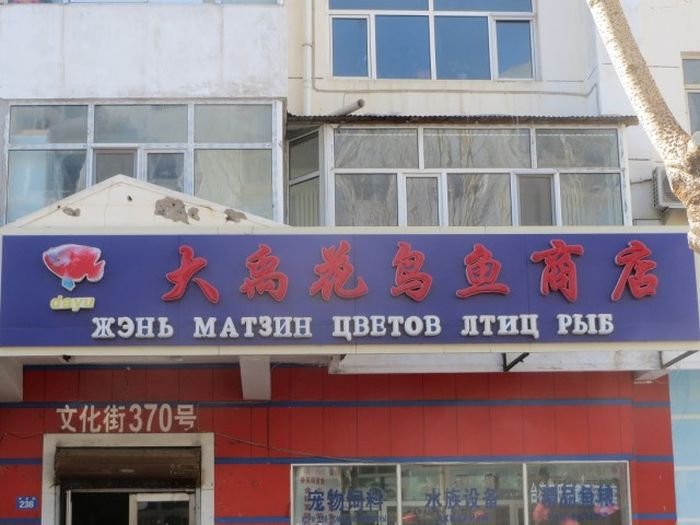 大禹花鸟鱼商店
dayu
ЖЭНЬ МАТЗИН ЦВЕТОВ ЛТИЦ РЫБ
文化街370号
238
宠物饲料 水族设备